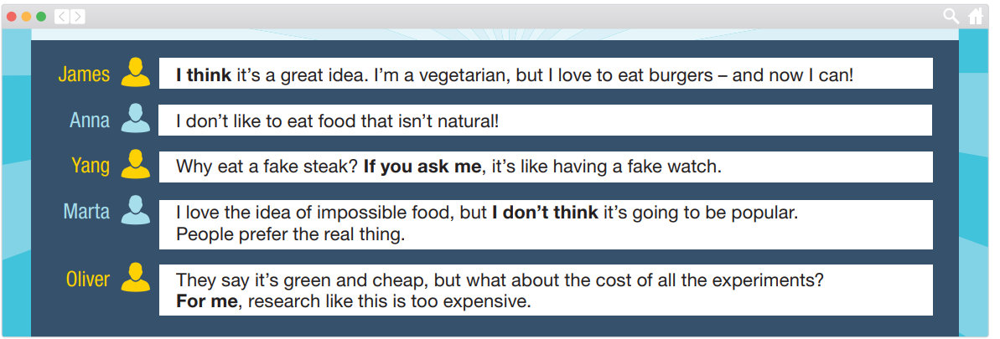 James
I think it’s a great idea. I’m a vegetarian, but I love to eat burgers – and now I can!
Anna
I don’t like to eat food that isn’t natural!
Yang
Why eat a fake steak? If you ask me, it’s like having a fake watch.
Marta
I love the idea of impossible food, but I don’t think it’s going to be popular.
People prefer the real thing.
Oliver
They say it’s green and cheap, but what about the cost of all the experiments?
For me, research like this is too expensive.